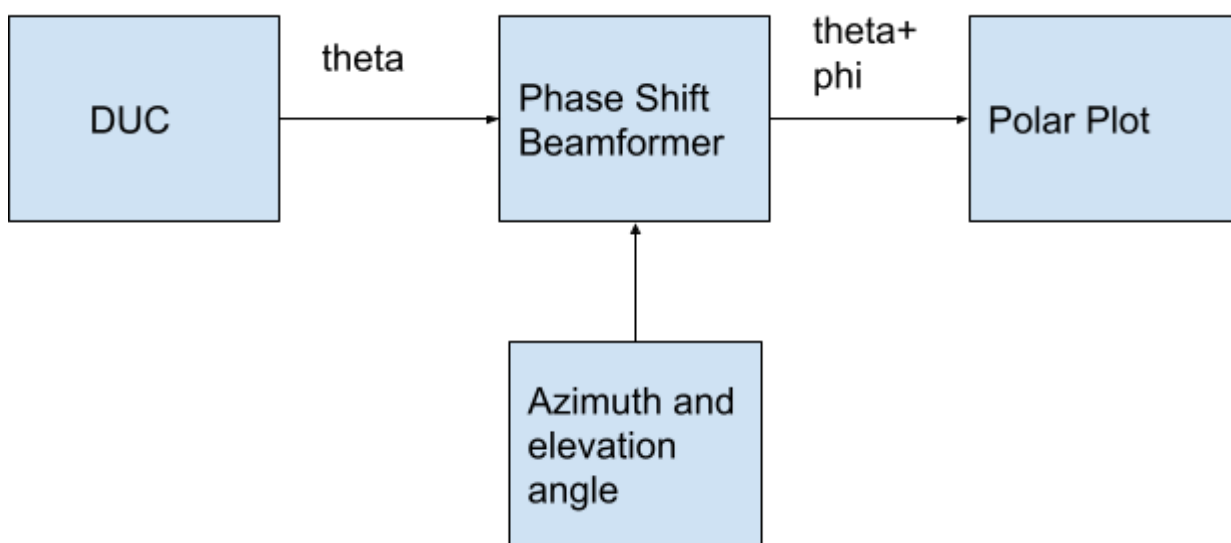 DUC
theta
Phase Shift
Beamformer
theta+
phi
Polar Plot
Azimuth and
elevation
angle